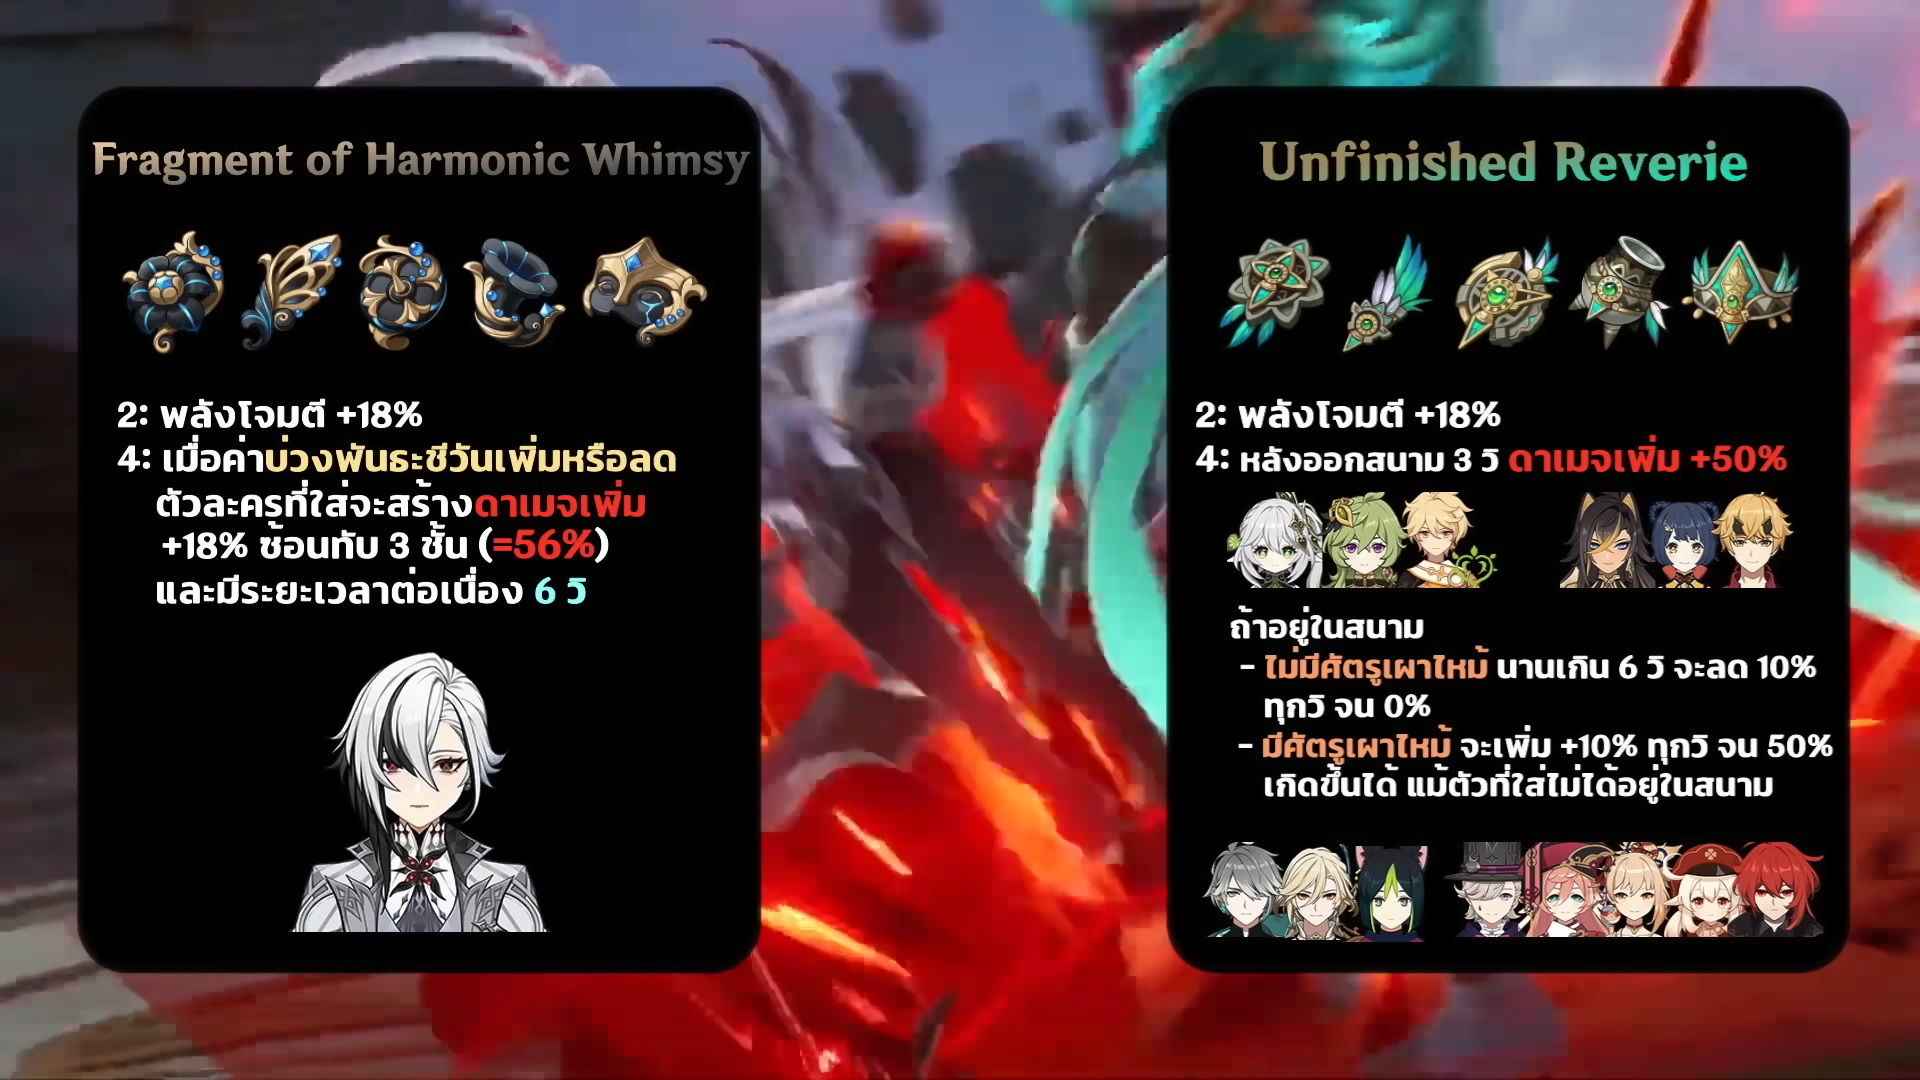 Fragment of Harmonic Whimsy
2: พลังโจมตี +18%
4: เมื่อค่าบ่วงพันธะชีวันเพิ่มหรือลด
ตัวละครที่ใส่จะสร้างดาเมจเพิ่ม
+18% ซ้อนทับ 3 ชั้น (=56%)
และมีระยะเวลาต่อเนื่อง 6 วิ
Unfinished Reverie
2: พลังโจมตี +18%
4: หลังออกสนาม 3 วิ ดาเมจเพิ่ม +50%
ถ้าอยู่ในสนาม
- ไม่มีศัตรูเผาไหม้ นานเกิน 6 วิ จะลด 10%
ทุกวิ จน 0%
- มีศัตรูเผาไหม้ จะเพิ่ม +10% ทุกวิ จน 50%
เกิดขึ้นได้ แม้ตัวที่ใส่ไม่ได้อยู่ในสนาม